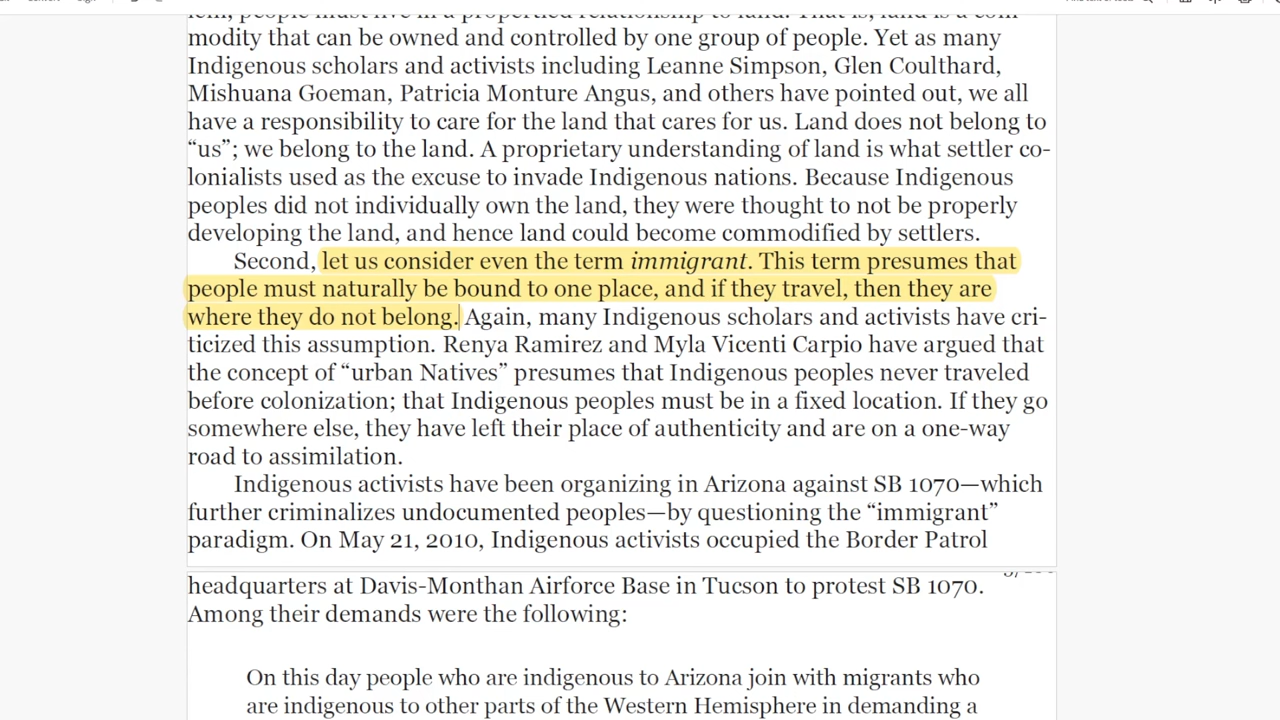 lem, people must live in a propertied relationship to land. That is, land is a com-
modity that can be owned and controlled by one group of people. Yet as many
Indigenous scholars and activists including Leanne Simpson, Glen Coulthard,
Mishuana Goeman, Patricia Monture Angus, and others have pointed out, we all
have a responsibility to care for the land that cares for us. Land does not belong to
“us”; we belong to the land. A proprietary understanding of land is what settler co-
lonialists used as the excuse to invade Indigenous nations. Because Indigenous
peoples did not individually own the land, they were thought to not be properly
developing the land, and hence land could become commodified by settlers.
Second, let us consider even the term immigrant. This term presumes that
people must naturally be bound to one place, and if they travel, then they are
where they do not belong. Again, many Indigenous scholars and activists have cri-
ticized this assumption. Renya Ramirez and Myla Vicenti Carpio have argued that
the concept of “urban Natives” presumes that Indigenous peoples never traveled
before colonization; that Indigenous peoples must be in a fixed location. If they go
somewhere else, they have left their place of authenticity and are on a one-way
road to assimilation.
Indigenous activists have been organizing in Arizona against SB 1070—which
further criminalizes undocumented peoples—by questioning the “immigrant”
paradigm. On May 21, 2010, Indigenous activists occupied the Border Patrol
headquarters at Davis-Monthan Airforce Base in Tucson to protest SB 1070.
Among their demands were the following:
On this day people who are indigenous to Arizona join with migrants who
are indigenous to other parts of the Western Hemisphere in demanding a